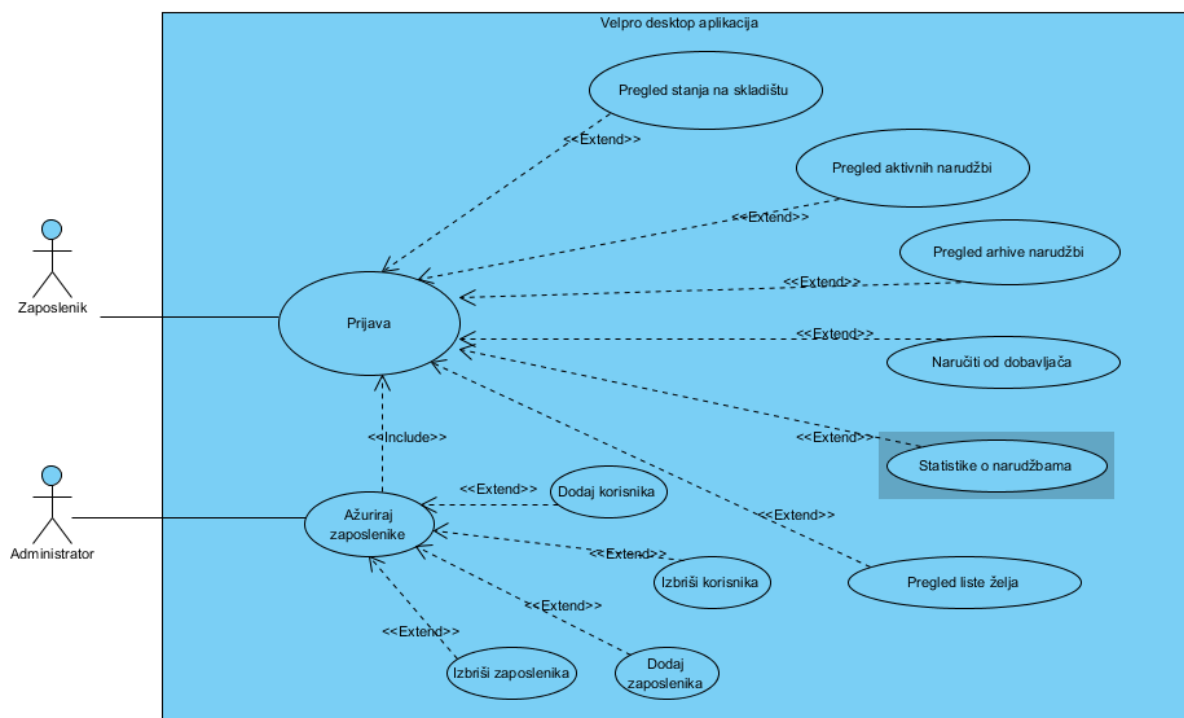 Velpro desktop aplikacija
Pregled stanja na skladištu
<<Extend>>
Pregled aktivnih narudžbi
<<Extend>>
Pregled arhive narudžbi
<<Extend>>
Zaposlenik
Prijava
<<Extend>>
Naručiti od dobavljača
<<Include>>
<<Extend>>
Statistike o narudžbama
<<Extend>>
Dodaj korisnika
Ažuriraj
zaposlenike
<<Extend>>
Administrator
<<Extend>>
Izbriši korisnika
Pregled liste želja
<<Extend>>
<<Extend>>
Izbriši zaposlenika
Dodaj
zaposlenika